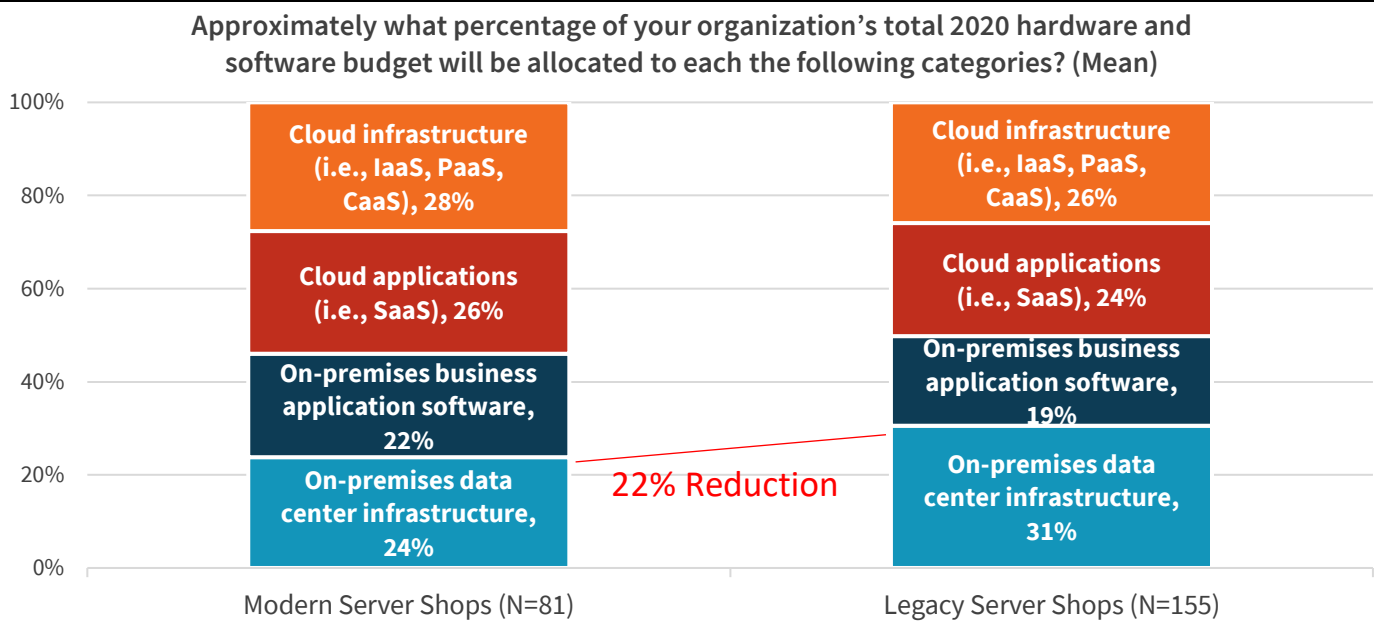 Approximately what percentage of your organization’s total 2020 hardware and
software budget will be allocated to each the following categories? (Mean)
100%
80%
60%
40%
20%
0%
Cloud infrastructure
(i.e., IaaS, PaaS,
CaaS), 28%
Cloud applications
(i.e., SaaS), 26%
On-premises business
application software,
22%
On-premises data
center infrastructure,
24%
22% Reduction
Cloud infrastructure
(i.e., IaaS, PaaS,
CaaS), 26%
Cloud applications
(i.e., SaaS), 24%
On-premises business
application software,
19%
On-premises data
center infrastructure,
31%
Modern Server Shops (N=81)
Legacy Server Shops (N=155)